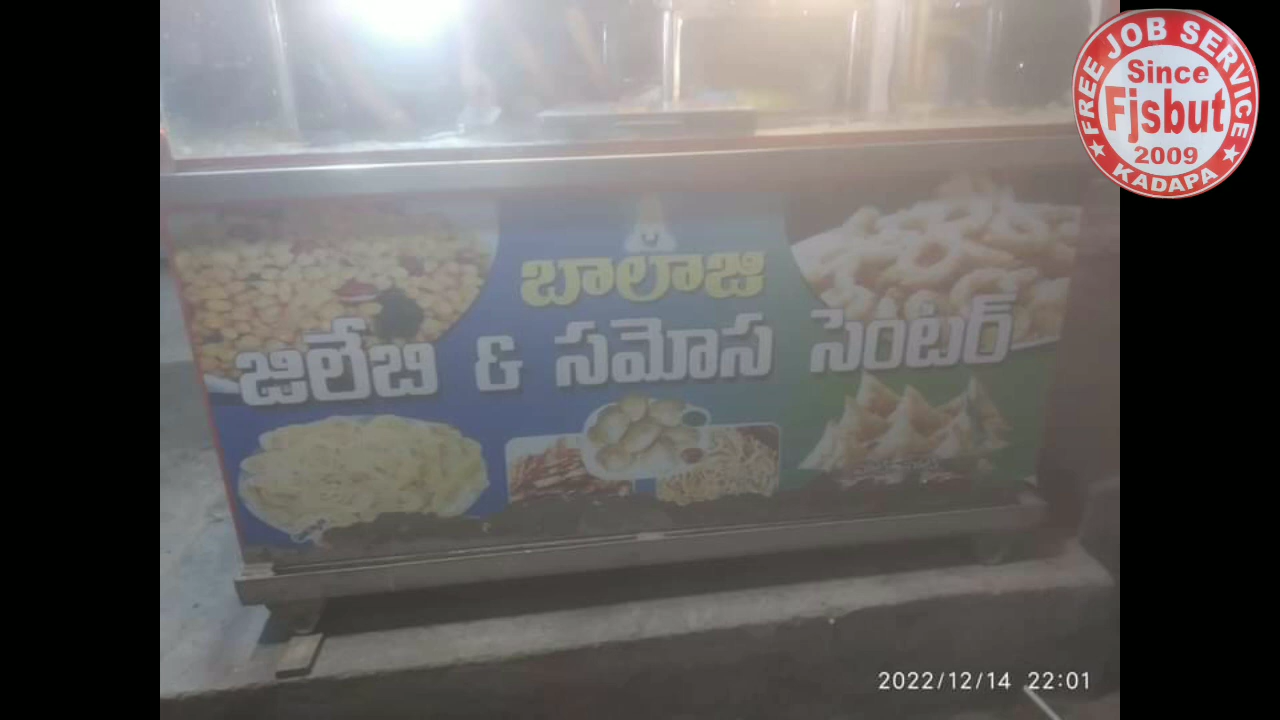 బాలాజి
జిలేబి & సమోస సెంటర్
FREE JOB SERVICE
Since
Fjsbut
2009
★ KADAPA ★
2022/12/14 22:01